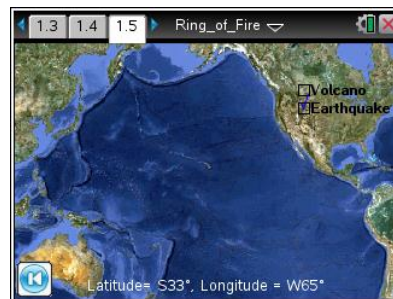 1.3 1.4 1.5 Ring_of_Fire
Volcano
Earthquake
Latitude= S33°, Longitude = W65°